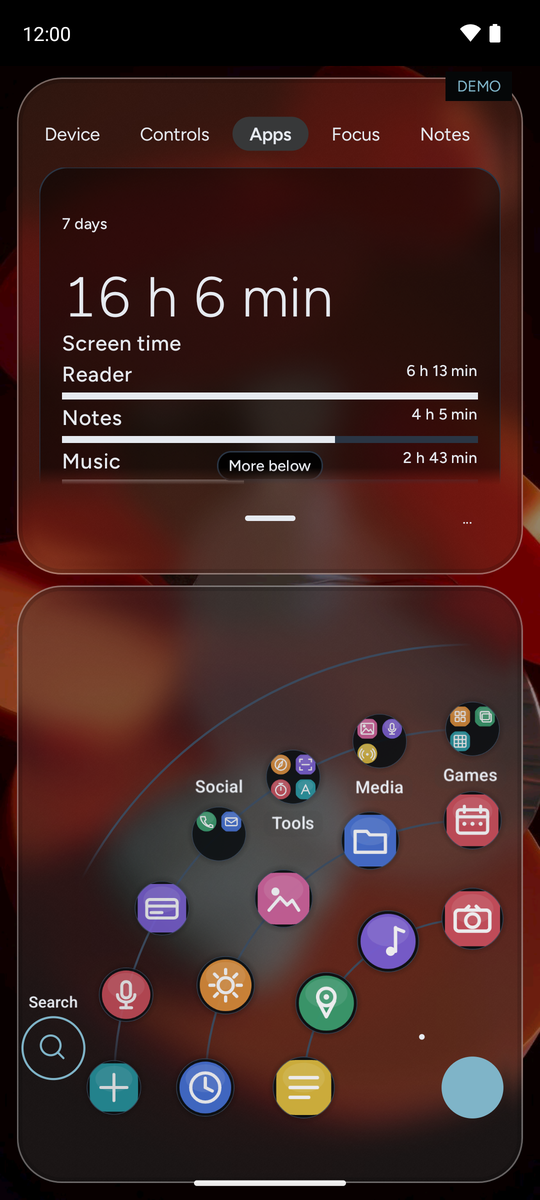 12:00
DEMO
Device Controls Apps Focus Notes
7 days
16 h 6 min
Screen time
Reader 6 h 13 min
Notes 4 h 5 min
Music 2 h 43 min
More below
...
Games
Social
Media
Tools
Search